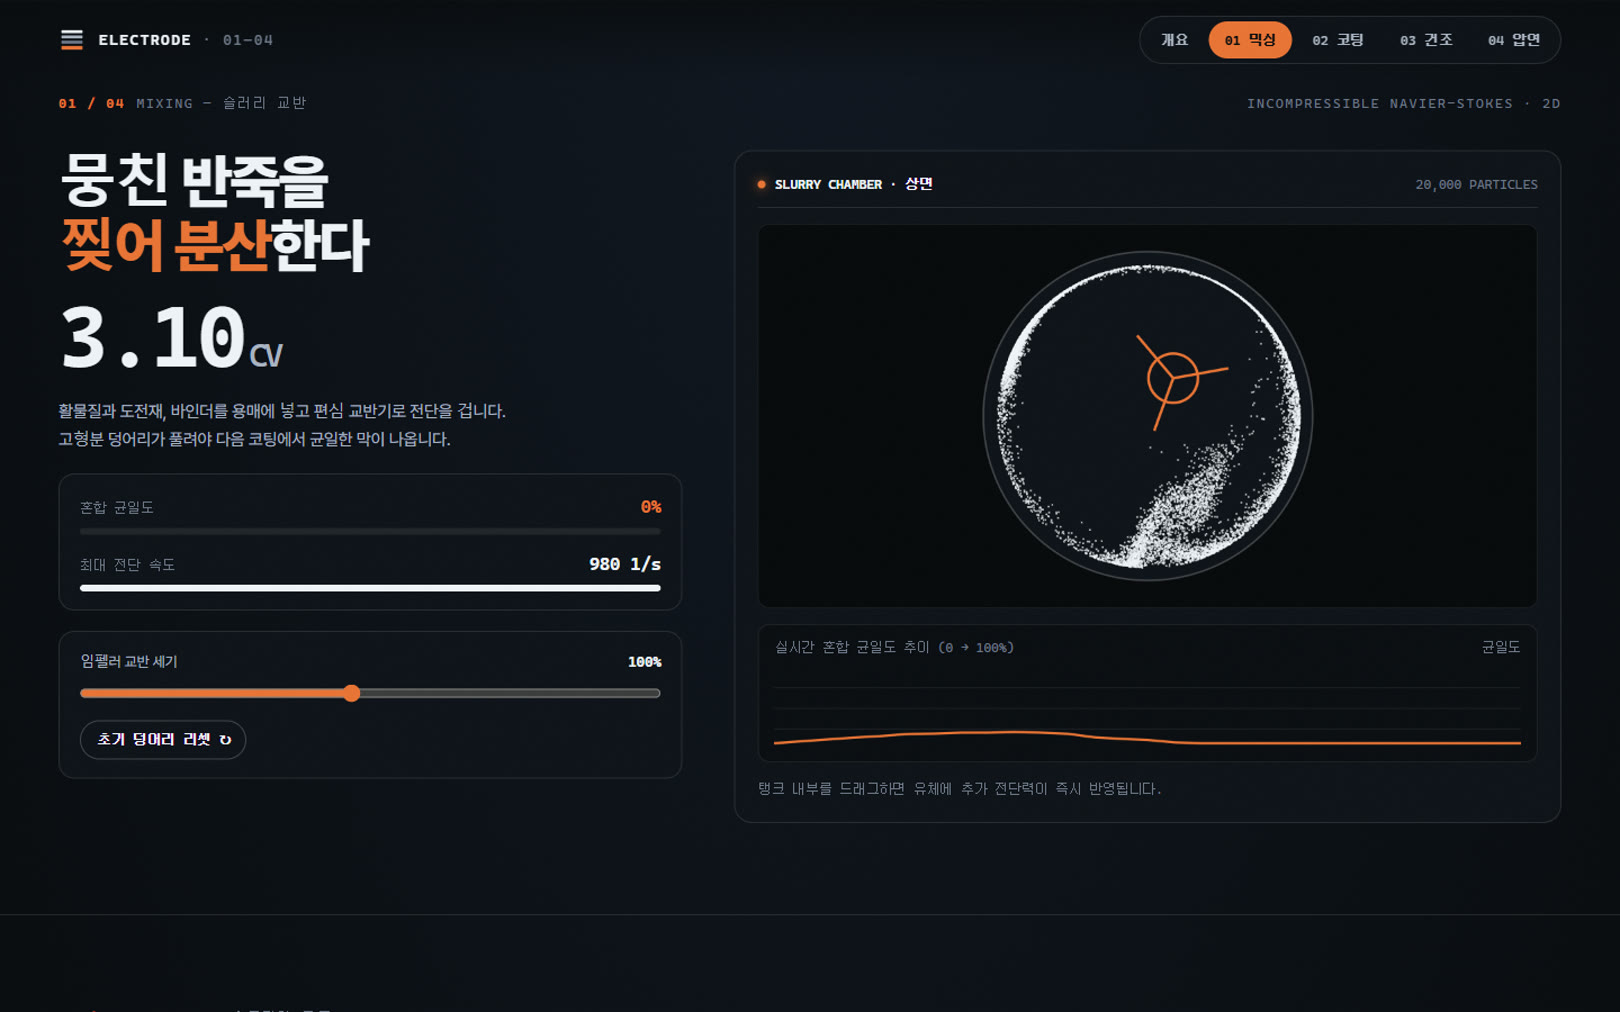 ELECTRODE · 01—04
개요 01 믹싱 02 코팅 03 건조 04 압연
01 / 04 MIXING — 슬러리 교반
INCOMPRESSIBLE NAVIER-STOKES · 2D
뭉친 반죽을
찢어 분산한다
3.10 CV
활물질과 도전재, 바인더를 용매에 넣고 편심 교반기로 전단을 겁니다.
고형분 덩어리가 풀려야 다음 코팅에서 균일한 막이 나옵니다.
혼합 균일도 0%
최대 전단 속도 980 1/s
임펠러 교반 세기 100%
초기 덩어리 리셋 ↻
SLURRY CHAMBER · 상면 20,000 PARTICLES
실시간 혼합 균일도 추이 (0 → 100%) 균일도
탱크 내부를 드래그하면 유체에 추가 전단력이 즉시 반영됩니다.